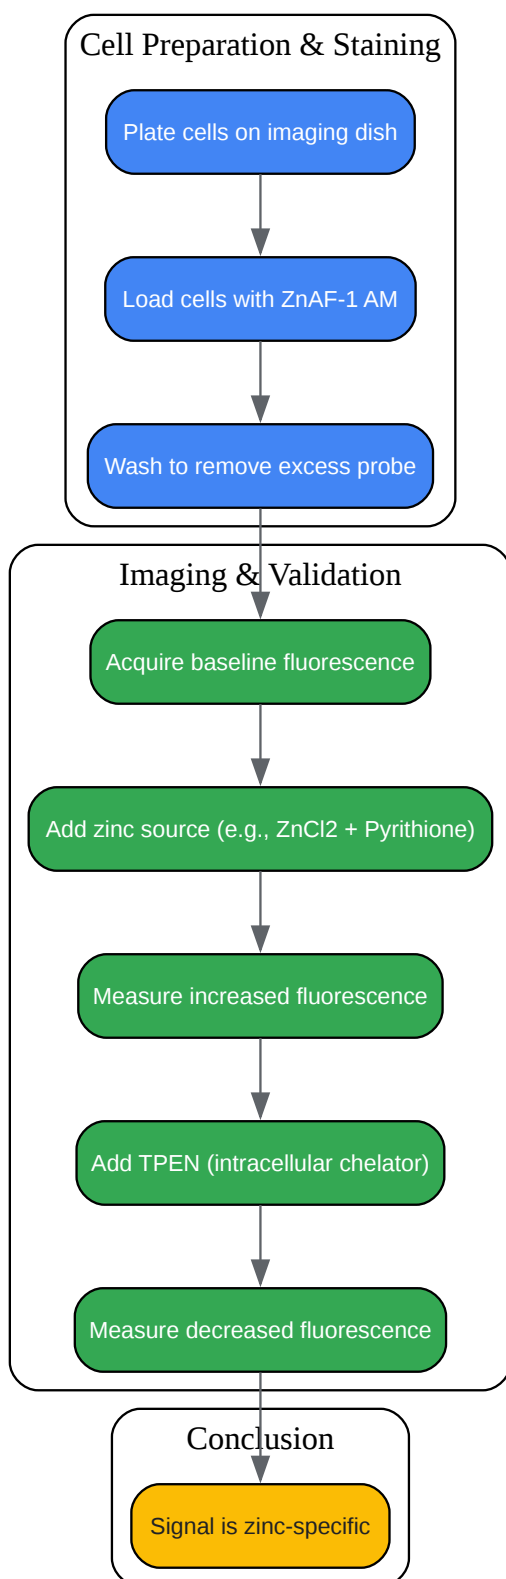 Cell Preparation & Staining
Plate cells on imaging dish
Load cells with ZnAF-1 AM
Wash to remove excess probe
Imaging & Validation
Acquire baseline fluorescence
Add zinc source (e.g., ZnCl2 + Pyrithione)
Measure increased fluorescence
Add TPEN (intracellular chelator)
Measure decreased fluorescence
Conclusion
Signal is zinc-specific